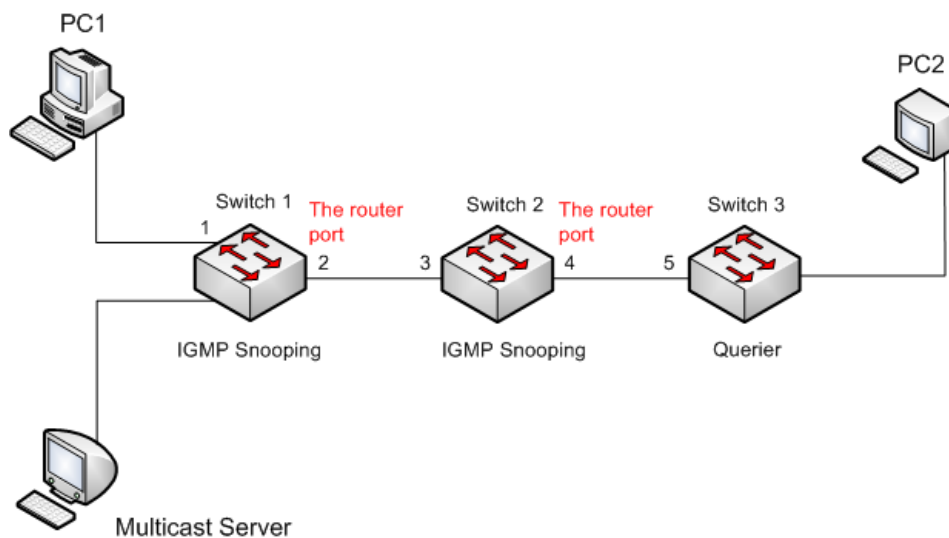 PC1
PC2
Switch 1
The router
port
Switch 2
The router
port
Switch 3
1
2
3
4
5
IGMP Snooping
IGMP Snooping
Querier
Multicast Server